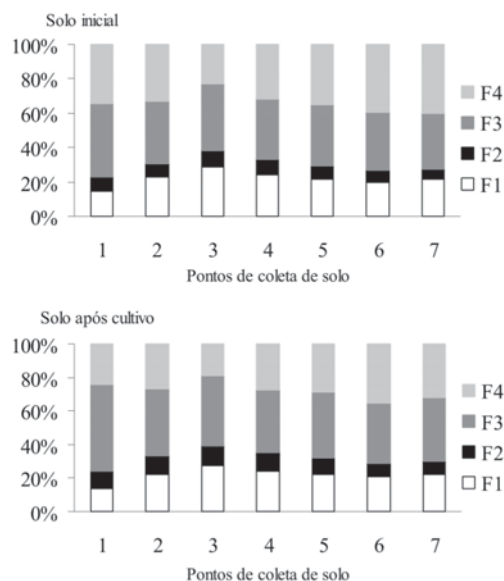 Solo inicial
100%
80%
60%
40%
20%
0%
F4
F3
F2
F1
1 2 3 4 5 6 7
Pontos de coleta de solo
Solo após cultivo
100%
80%
60%
40%
20%
0%
F4
F3
F2
F1
1 2 3 4 5 6 7
Pontos de coleta de solo